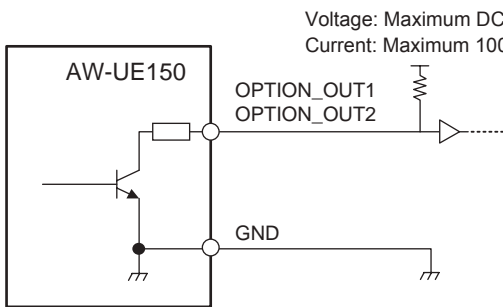 Voltage: Maximum DC
Current: Maximum 100
AW-UE150
OPTION_OUT1
OPTION_OUT2
GND